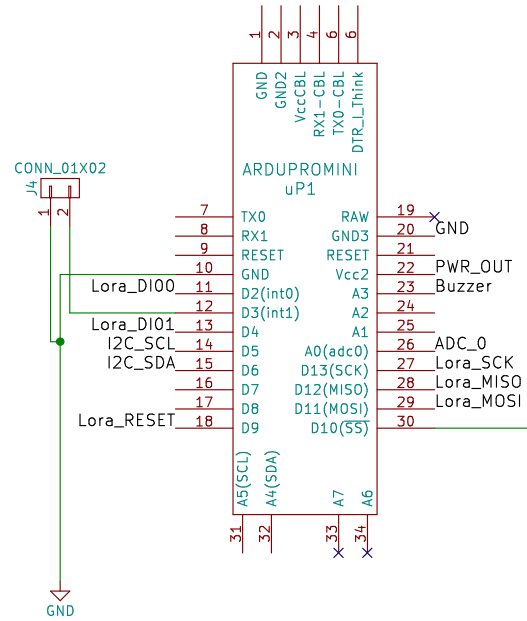 1
2
3
4
6
6
GND
GND2
VccCBL
RX1-CBL
TX0-CBL
DTR_I_Think
CONN_01X02
J4
1
2
ARDUPROMINI
uP1
7 TX0
8 RX1
9 RESET
10 GND
Lora_DIO0 11 D2(int0)
12 D3(int1)
Lora_DIO1 13 D4
I2C_SCL 14 D5
I2C_SDA 15 D6
16 D7
17 D8
Lora_RESET 18 D9
RAW 19
GND3 20 GND
RESET 21
Vcc2 22 PWR_OUT
A3 23 Buzzer
A2 24
A1 25
A0(adc0) 26 ADC_0
D13(SCK) 27 Lora_SCK
D12(MISO) 28 Lora_MISO
D11(MOSI) 29 Lora_MOSI
D10(SS) 30
A5(SCL)
A4(SDA)
A7
A6
31
32
33
34
GND